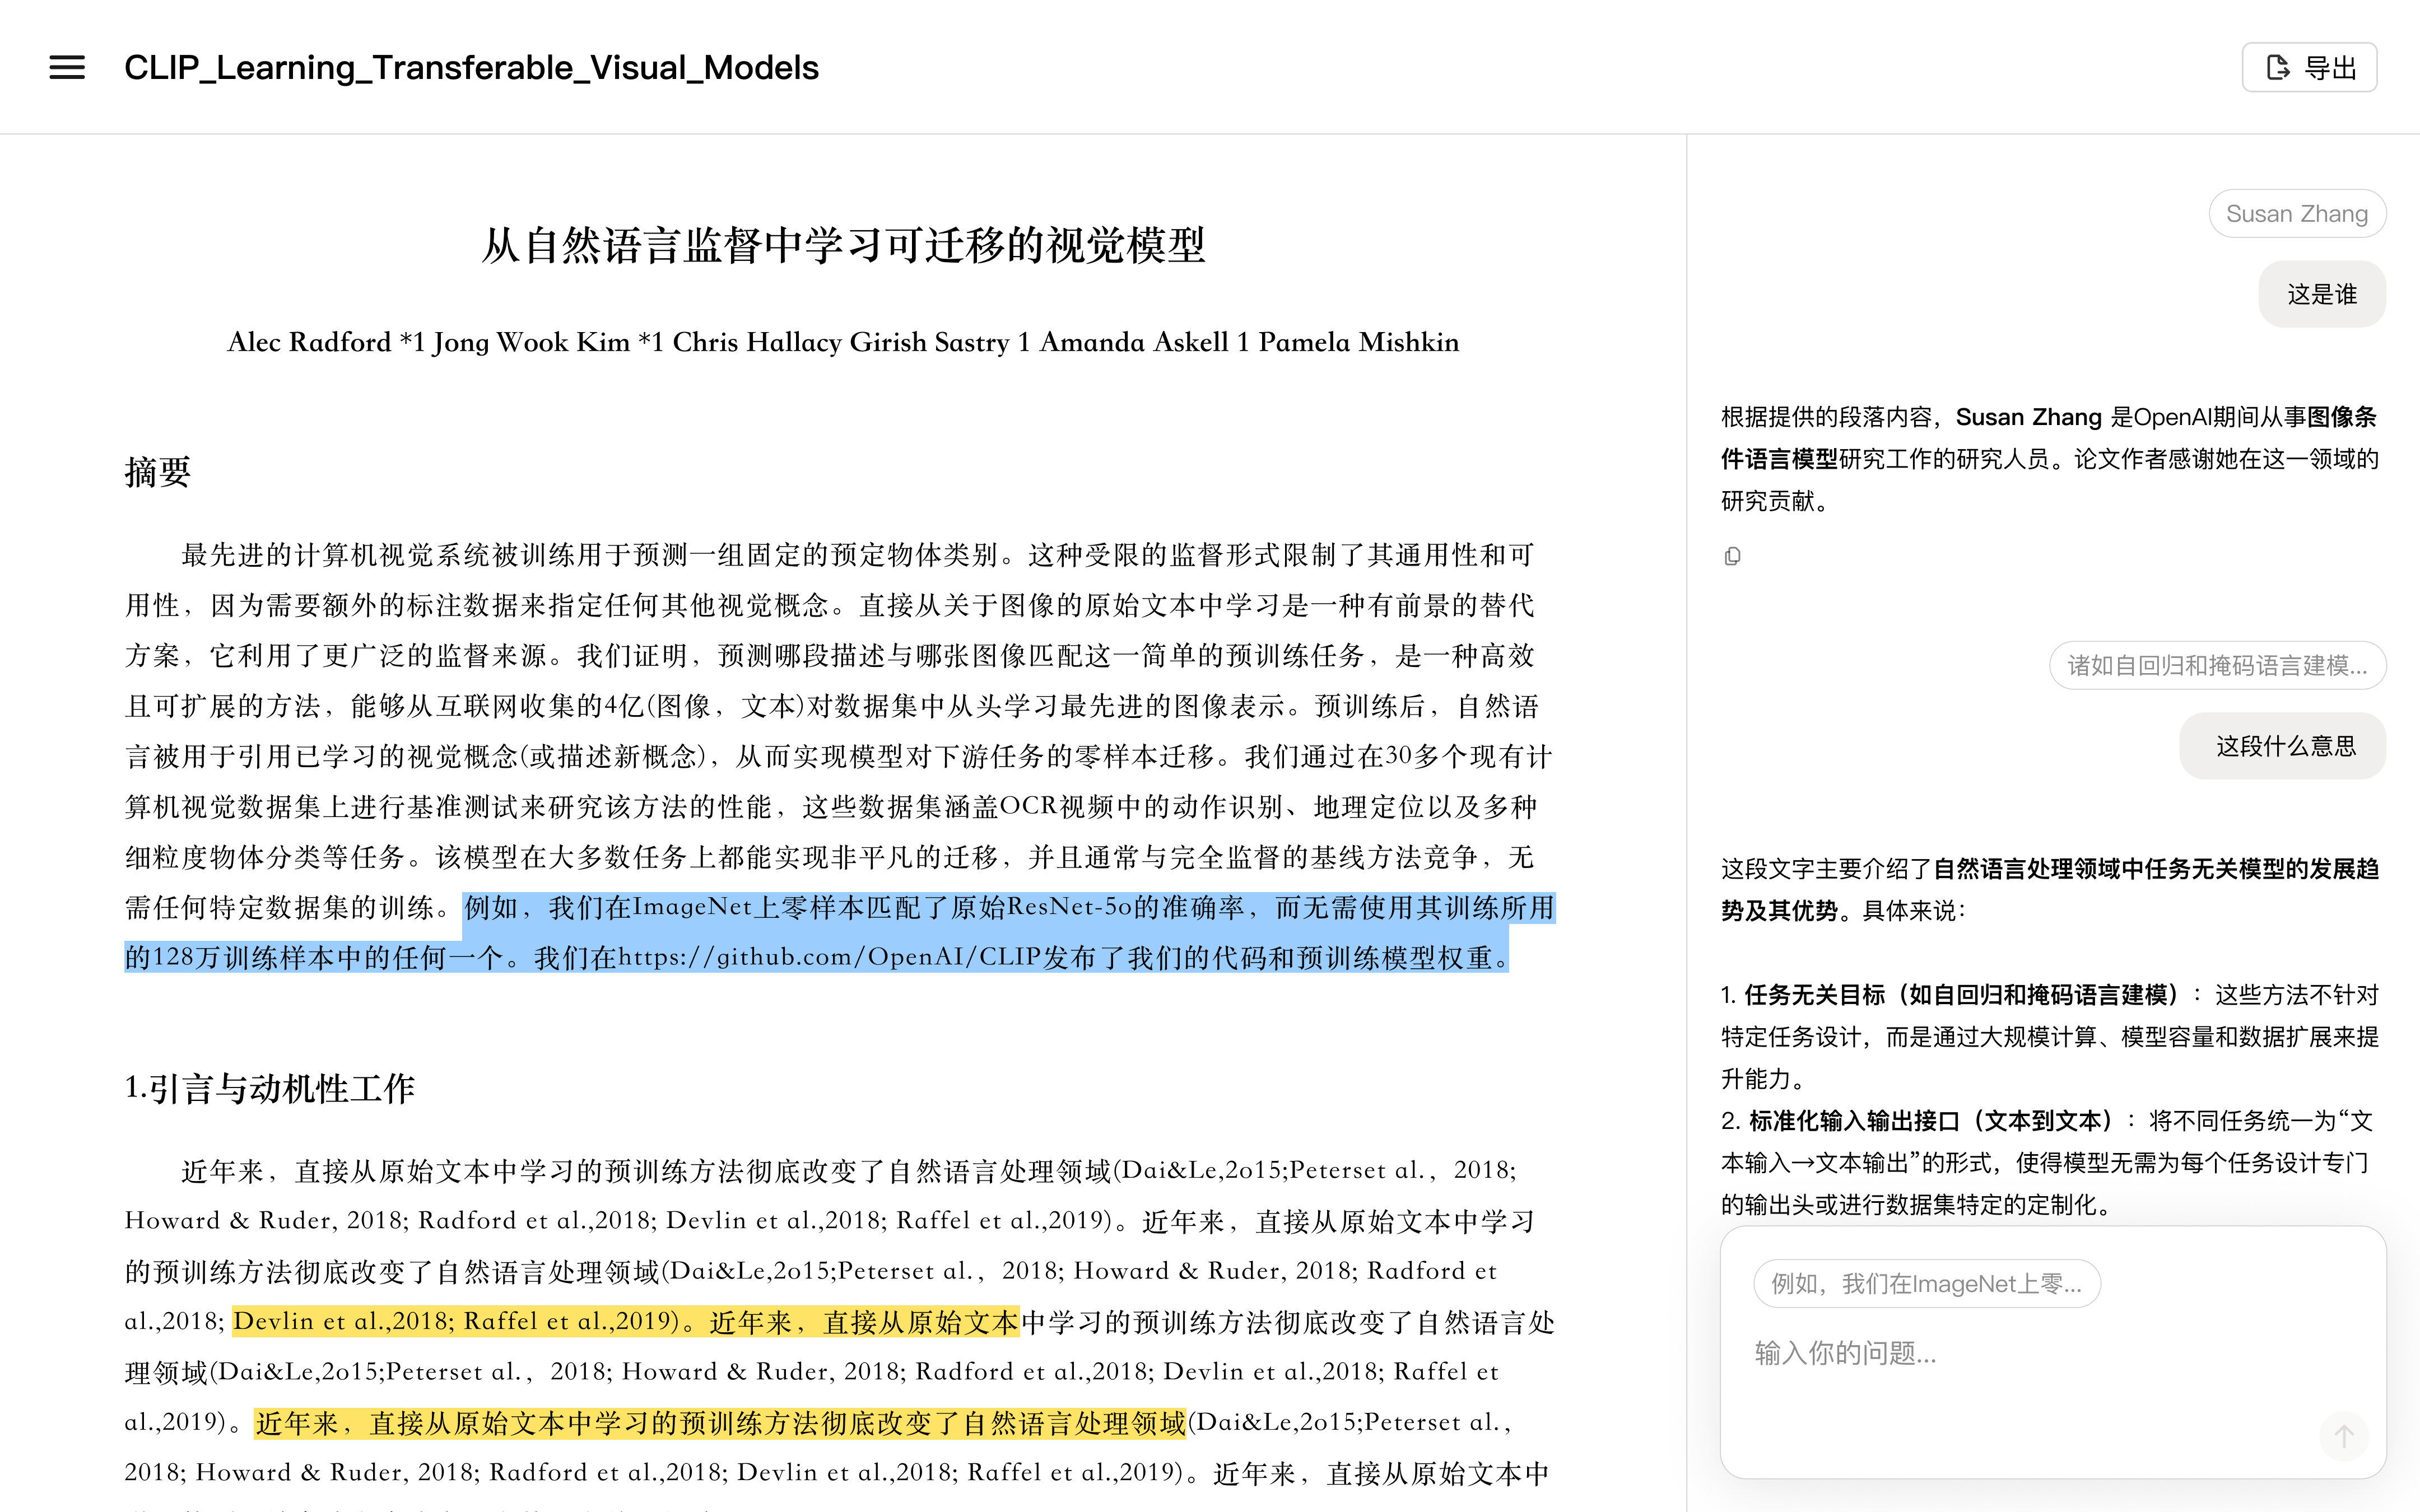 CLIP_Learning_Transferable_Visual_Models
导出
从自然语言监督中学习可迁移的视觉模型
Alec Radford *1 Jong Wook Kim *1 Chris Hallacy Girish Sastry 1 Amanda Askell 1 Pamela Mishkin
摘要
最先进的计算机视觉系统被训练用于预测一组固定的预定物体类别。这种受限的监督形式限制了其通用性和可
用性，因为需要额外的标注数据来指定任何其他视觉概念。直接从关于图像的原始文本中学习是一种有前景的替代
方案，它利用了更广泛的监督来源。我们证明，预测哪段描述与哪张图像匹配这一简单的预训练任务，是一种高效
且可扩展的方法，能够从互联网收集的4亿(图像，文本)对数据集中从头学习最先进的图像表示。预训练后，自然语
言被用于引用已学习的视觉概念(或描述新概念)，从而实现模型对下游任务的零样本迁移。我们通过在30多个现有计
算机视觉数据集上进行基准测试来研究该方法的性能，这些数据集涵盖OCR视频中的动作识别、地理定位以及多种
细粒度物体分类等任务。该模型在大多数任务上都能实现非平凡的迁移，并且通常与完全监督的基线方法竞争，无
需任何特定数据集的训练。例如，我们在ImageNet上零样本匹配了原始ResNet-5o的准确率，而无需使用其训练所用
的128万训练样本中的任何一个。我们在https://github.com/OpenAI/CLIP发布了我们的代码和预训练模型权重。
1.引言与动机性工作
近年来，直接从原始文本中学习的预训练方法彻底改变了自然语言处理领域(Dai&Le,2o15;Peterset al.，2018;
Howard & Ruder, 2018; Radford et al.,2018; Devlin et al.,2018; Raffel et al.,2019)。近年来，直接从原始文本中学习
的预训练方法彻底改变了自然语言处理领域(Dai&Le,2o15;Peterset al.，2018; Howard & Ruder, 2018; Radford et
al.,2018; Devlin et al.,2018; Raffel et al.,2019)。近年来，直接从原始文本中学习的预训练方法彻底改变了自然语言处
理领域(Dai&Le,2o15;Peterset al.，2018; Howard & Ruder, 2018; Radford et al.,2018; Devlin et al.,2018; Raffel et
al.,2019)。近年来，直接从原始文本中学习的预训练方法彻底改变了自然语言处理领域(Dai&Le,2o15;Peterset al.，
2018; Howard & Ruder, 2018; Radford et al.,2018; Devlin et al.,2018; Raffel et al.,2019)。近年来，直接从原始文本中
Susan Zhang
这是谁
根据提供的段落内容，Susan Zhang 是OpenAI期间从事图像条
件语言模型研究工作的研究人员。论文作者感谢她在这一领域的
研究贡献。
诸如自回归和掩码语言建模...
这段什么意思
这段文字主要介绍了自然语言处理领域中任务无关模型的发展趋
势及其优势。具体来说：
1. 任务无关目标（如自回归和掩码语言建模）：这些方法不针对
特定任务设计，而是通过大规模计算、模型容量和数据扩展来提
升能力。
2. 标准化输入输出接口（文本到文本）：将不同任务统一为“文
本输入→文本输出”的形式，使得模型无需为每个任务设计专门
的输出头或进行数据集特定的定制化。
例如，我们在ImageNet上零...
输入你的问题...